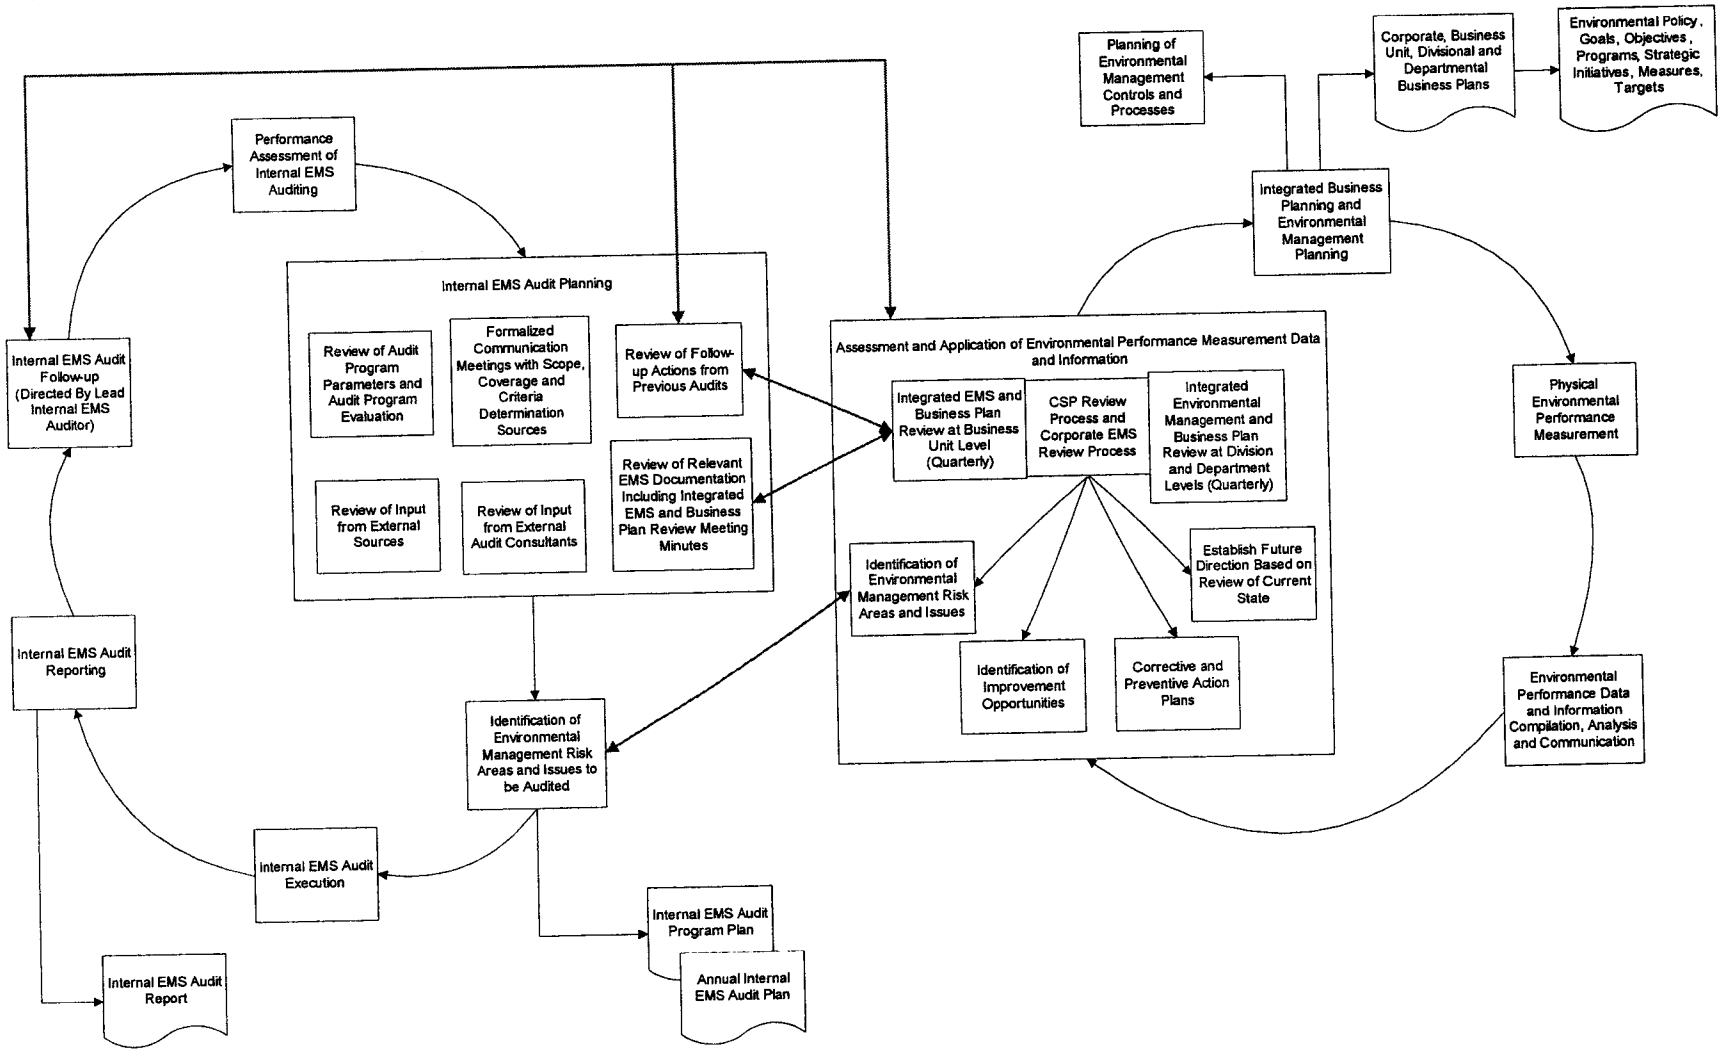 Planning of
Environmental
Management
Controls and
Processes
Corporate, Business
Unit, Divisional and
Departmental
Business Plans
Environmental Policy,
Goals, Objectives,
Programs, Strategic
Initiatives, Measures,
Targets
Performance
Assessment of
Internal EMS
Auditing
Integrated Business
Planning and
Environmental
Management
Planning
Internal EMS Audit Planning
Internal EMS Audit
Follow-up
(Directed By Lead
Internal EMS
Auditor)
Review of Audit
Program
Parameters and
Audit Program
Evaluation
Formalized
Communication
Meetings with Scope,
Coverage and
Criteria
Determination
Sources
Review of Follow-
up Actions from
Previous Audits
Review of Input
from External
Sources
Review of Input
from External
Audit Consultants
Review of Relevant
EMS Documentation
Including Integrated
EMS and Business
Plan Review Meeting
Minutes
Assessment and Application of Environmental Performance Measurement Data
and Information
Integrated EMS and
Business Plan
Review at Business
Unit Level
(Quarterly)
CSP Review
Process and
Corporate EMS
Review Process
Integrated
Environmental
Management and
Business Plan
Review at Division
and Department
Levels (Quarterly)
Physical
Environmental
Performance
Measurement
Identification of
Environmental
Management Risk
Areas and Issues
Establish Future
Direction Based on
Review of Current
State
Identification of
Improvement
Opportunities
Corrective and
Preventive Action
Plans
Environmental
Performance Data
and Information
Compilation, Analysis
and Communication
Internal EMS Audit
Reporting
Identification of
Environmental
Management Risk
Areas and Issues to
be Audited
Internal EMS Audit
Execution
Internal EMS Audit
Program Plan
Annual Internal
EMS Audit Plan
Internal EMS Audit
Report